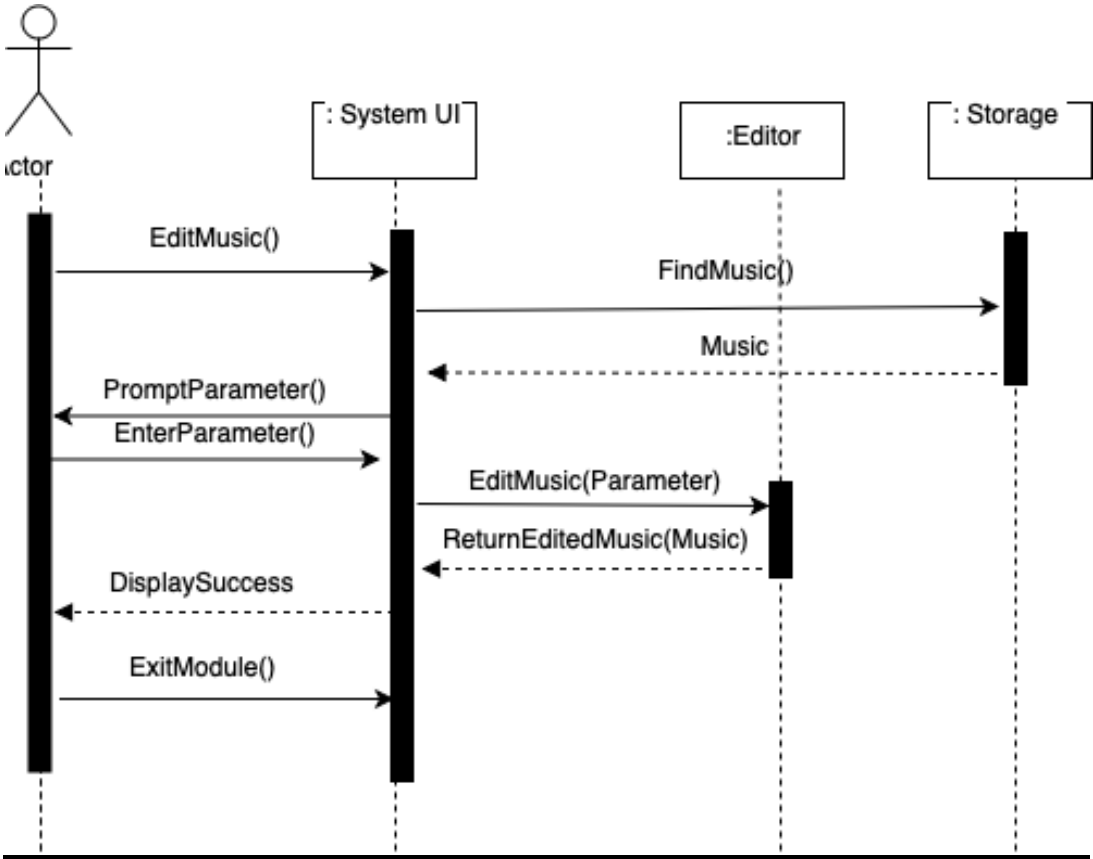 : System UI
:Editor
: Storage
ctor
EditMusic()
FindMusic()
Music
PromptParameter()
EnterParameter()
EditMusic(Parameter)
ReturnEditedMusic(Music)
DisplaySuccess
ExitModule()